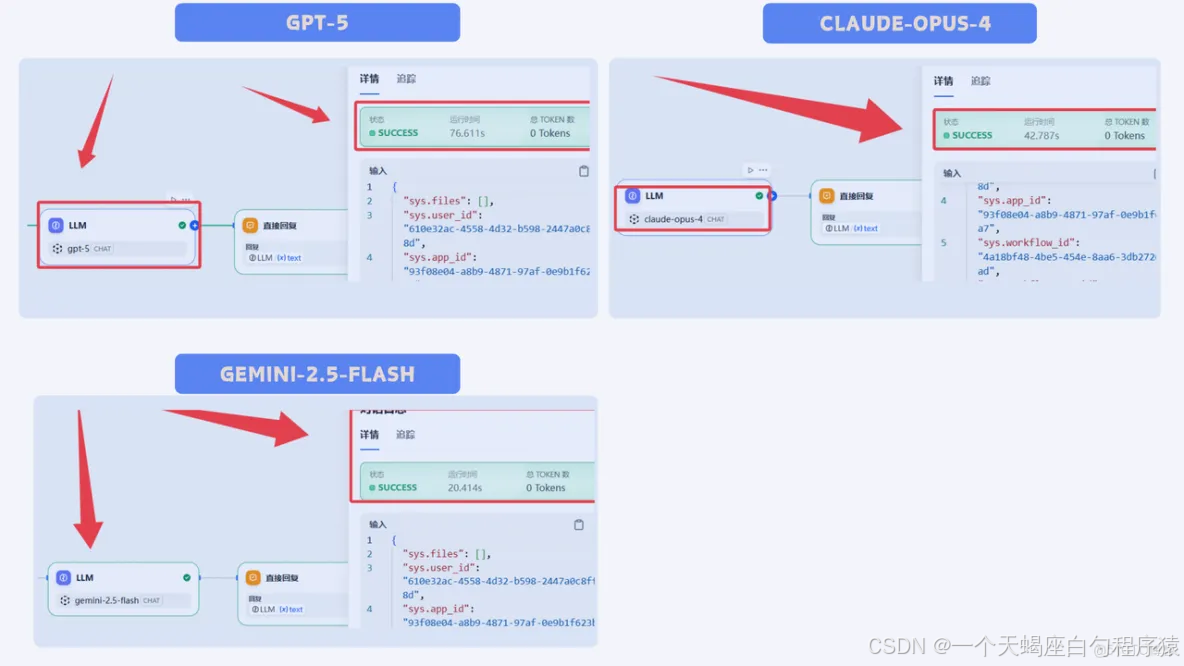 GPT-5
详情 追踪
状态 运行时间 总 TOKEN 数
SUCCESS 76.611s 0 Tokens
输入
1 {
2 "sys.files": [],
3 "sys.user_id":
"610e32ac-4558-4d32-b598-2447a0c8
8d",
4 "sys.app_id":
"93f08e04-a8b9-4871-97af-0e9b1f62
LLM
gpt-5 CHAT
直接回复
回复
LLM {x} text
CLAUDE-OPUS-4
详情 追踪
状态 运行时间 总 TOKEN 数
SUCCESS 42.787s 0 Tokens
输入
8d",
4 "sys.app_id":
"93f08e04-a8b9-4871-97af-0e9b1f6
a7",
5 "sys.workflow_id":
"4a18bf48-4be5-454e-8aa6-3db272
ad",
LLM
claude-opus-4 CHAT
直接回复
回复
LLM {x} text
GEMINI-2.5-FLASH
对话日志
详情 追踪
状态 运行时间 总 TOKEN 数
SUCCESS 20.414s 0 Tokens
输入
1 {
2 "sys.files": [],
3 "sys.user_id":
"610e32ac-4558-4d32-b598-2447a0c8f
8d",
4 "sys.app_id":
"93f08e04-a8b9-4871-97af-0e9b1f623
LLM
gemini-2.5-flash CHAT
直接回复
回复
LLM {x} text
CSDN @一个天蝎座白勺程序猿